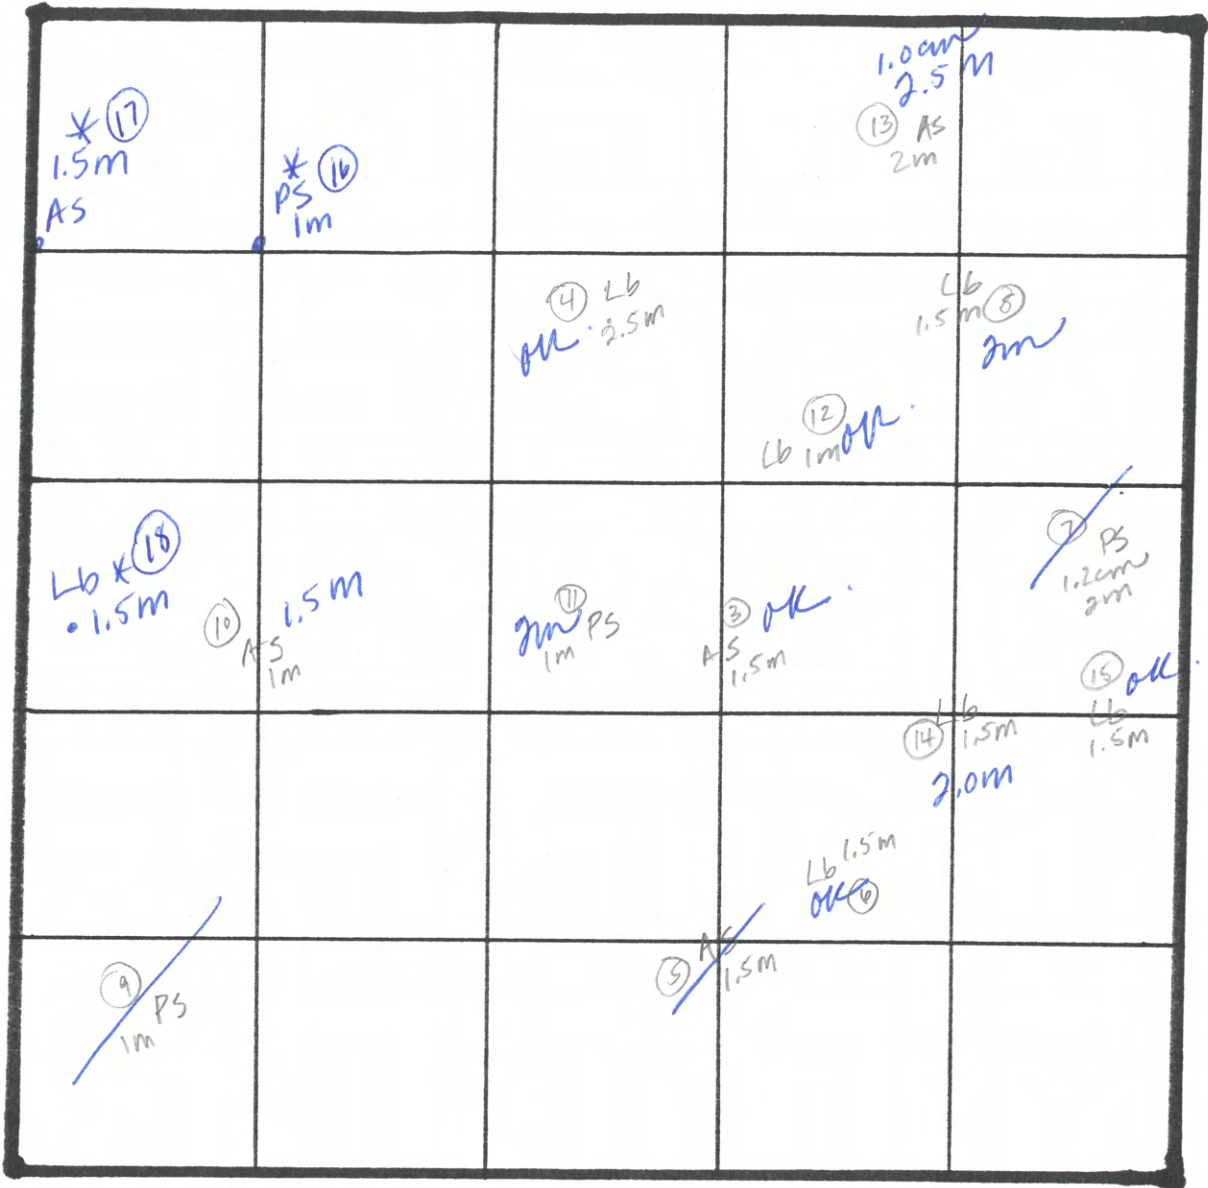 1.0cm
2.5m
13 AS
2m
* 17
1.5m
AS
* 16
PS
1m
4 Lb
2.5m
ok
Lb
1.5m 8
2m
12 ok
Lb 1m
7 PS
1.2cm
2m
Lb * 18
1.5m
10 1.5m
AS
1m
11
2m PS
1m
3 ok
AS
1.5m
15 ok
Lb
1.5m
Lb
14 1.5m
2.0m
Lb 1.5m
ok 6
AS
5 1.5m
9 PS
1m